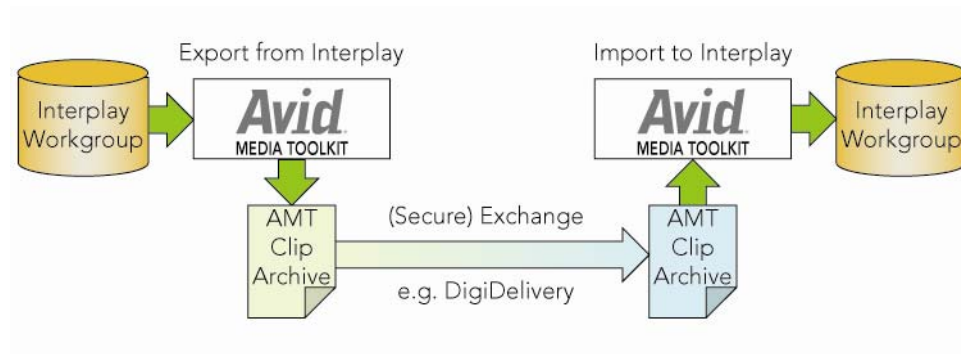 Export from Interplay
Import to Interplay
Interplay
Workgroup
Avid
MEDIA TOOLKIT
Avid
MEDIA TOOLKIT
Interplay
Workgroup
AMT
Clip
Archive
(Secure) Exchange
e.g. DigiDelivery
AMT
Clip
Archive